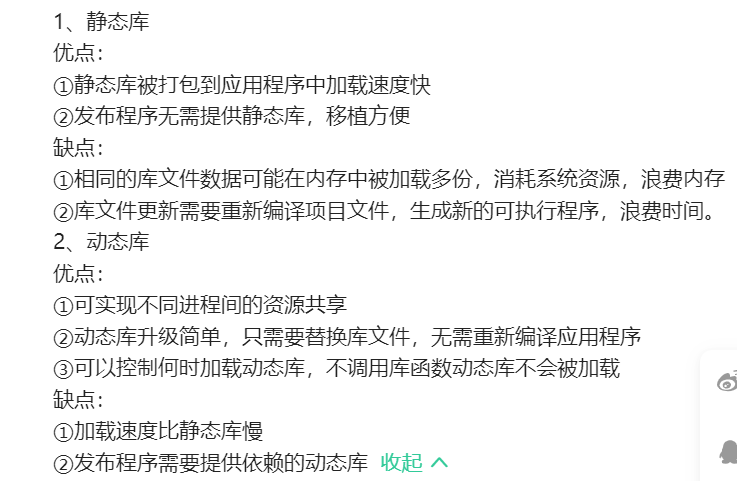 1、静态库
优点：
①静态库被打包到应用程序中加载速度快
②发布程序无需提供静态库，移植方便
缺点：
①相同的库文件数据可能在内存中被加载多份，消耗系统资源，浪费内存
②库文件更新需要重新编译项目文件，生成新的可执行程序，浪费时间。
2、动态库
优点：
①可实现不同进程间的资源共享
②动态库升级简单，只需要替换库文件，无需重新编译应用程序
③可以控制何时加载动态库，不调用库函数动态库不会被加载
缺点：
①加载速度比静态库慢
②发布程序需要提供依赖的动态库 收起